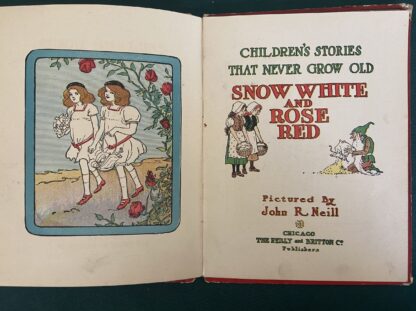 CHILDREN'S STORIES
THAT NEVER GROW OLD
SNOW WHITE
AND
ROSE
RED
Pictured By
John R. Neill
CHICAGO
THE REILLY and BRITTON Co.
Publishers